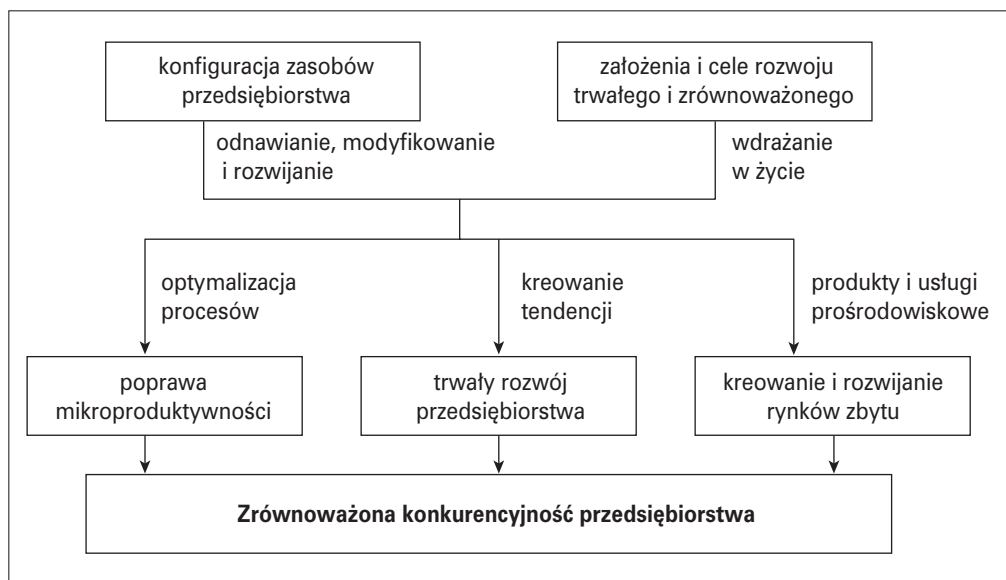 konfiguracja zasobów
przedsiębiorstwa
założenia i cele rozwoju
trwałego i zrównoważonego
odnawianie, modyfikowanie
i rozwijanie
wdrażanie
w życie
optymalizacja
procesów
kreowanie
tendencji
produkty i usługi
prośrodowiskowe
poprawa
mikroproduktywności
trwały rozwój
przedsiębiorstwa
kreowanie i rozwijanie
rynków zbytu
Zrównoważona konkurencyjność przedsiębiorstwa